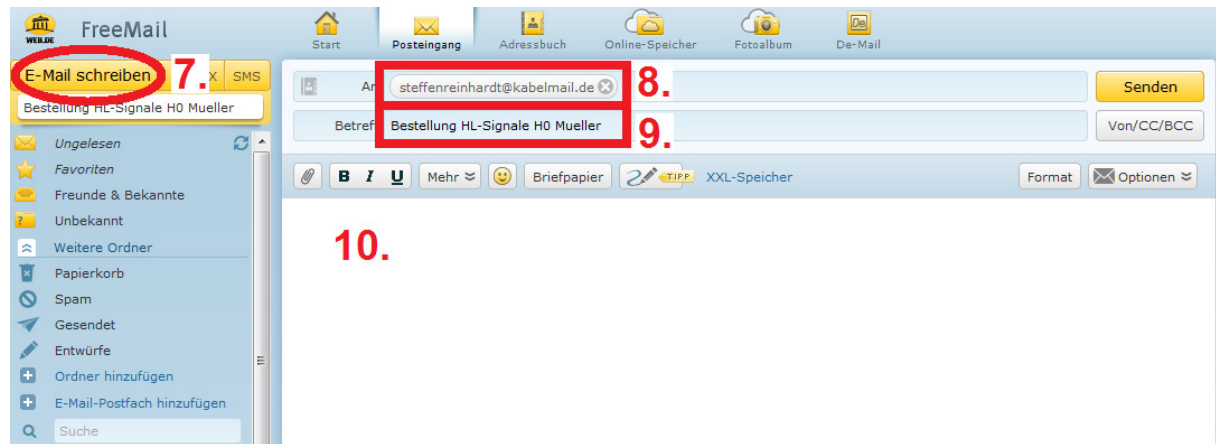 WEB.DE FreeMail
Start Posteingang Adressbuch Online-Speicher Fotoalbum De-Mail
E-Mail schreiben 7. X SMS
Bestellung HL-Signale H0 Mueller
An steffenreinhardt@kabelmail.de 8. Senden
Betreff Bestellung HL-Signale H0 Mueller 9. Von/CC/BCC
B I U Mehr Briefpapier TIPP XXL-Speicher Format Optionen
10.
Ungelesen
Favoriten
Freunde & Bekannte
Unbekannt
Weitere Ordner
Papierkorb
Spam
Gesendet
Entwürfe
Ordner hinzufügen
E-Mail-Postfach hinzufügen
Suche